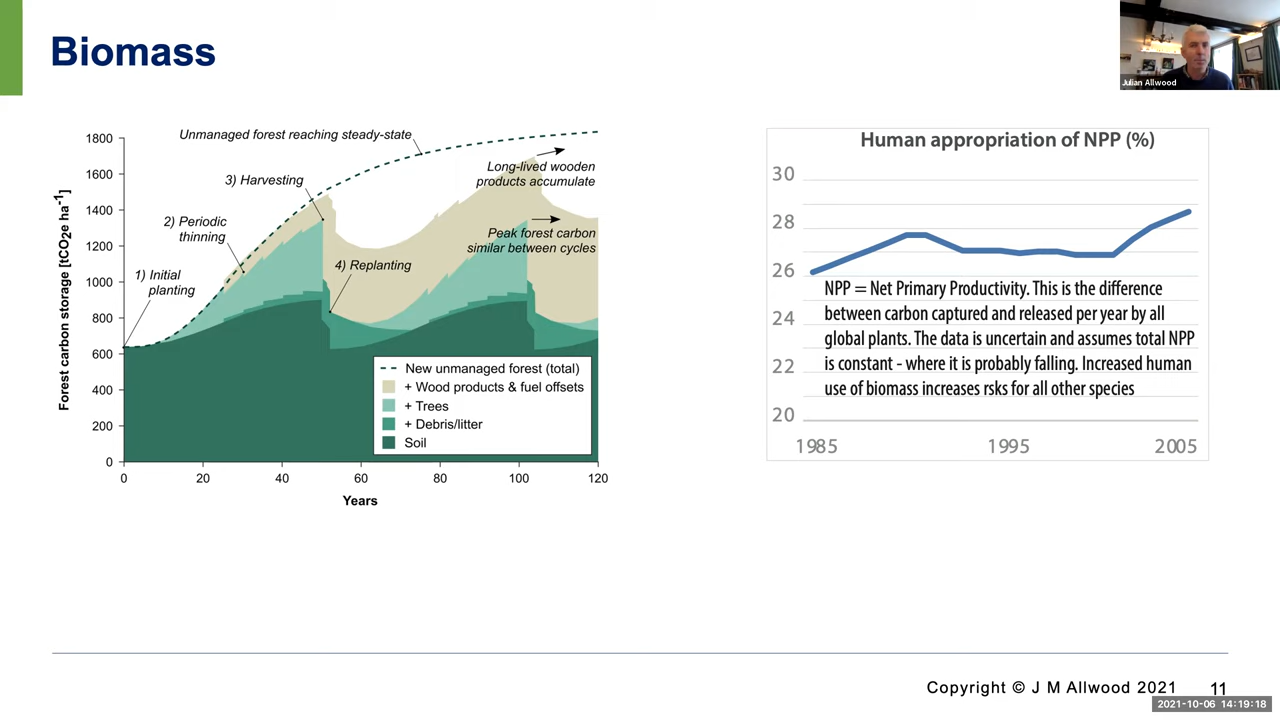 Biomass
Julian Allwood
Unmanaged forest reaching steady-state
3) Harvesting
2) Periodic
thinning
1) Initial
planting
4) Replanting
Long-lived wooden
products accumulate
Peak forest carbon
similar between cycles
Forest carbon storage [tCO2e ha-1]
1800
1600
1400
1200
1000
800
600
400
200
0
New unmanaged forest (total)
+ Wood products & fuel offsets
+ Trees
+ Debris/litter
Soil
0 20 40 60 80 100 120
Years
Human appropriation of NPP (%)
30
28
26
24
22
20
NPP = Net Primary Productivity. This is the difference
between carbon captured and released per year by all
global plants. The data is uncertain and assumes total NPP
is constant - where it is probably falling. Increased human
use of biomass increases rsks for all other species
1985 1995 2005
Copyright © J M Allwood 2021 11
2021-10-06 14:19:18